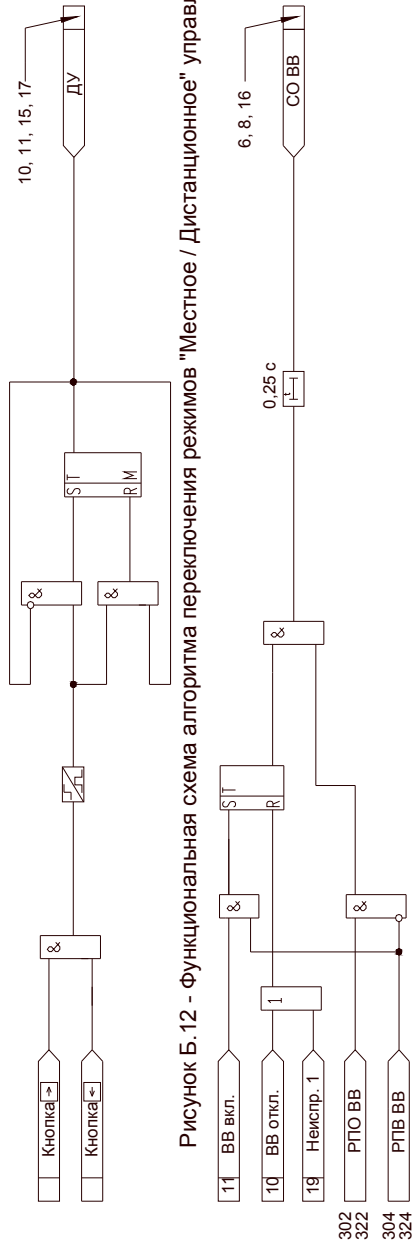 Кнопка →
Кнопка ←
&
&
&
S T
R M
ДУ
10, 11, 15, 17
Рисунок Б.12 - Функциональная схема алгоритма переключения режимов "Местное / Дистанционное" управл
11 ВВ вкл.
10 ВВ откл.
19 Неиспр. 1
302
322
РПО ВВ
304
324
РПВ ВВ
1
&
&
S T
R
&
0,25 с
t
СО ВВ
6, 8, 16